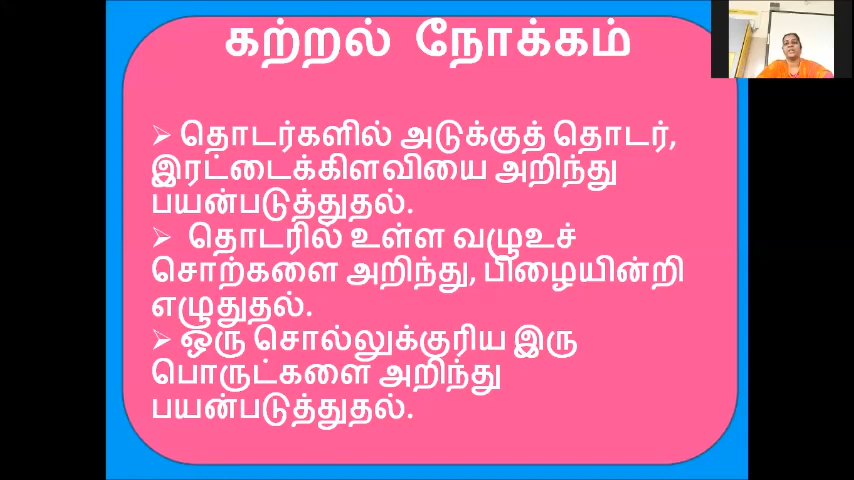 கற்றல் நோக்கம்
➢ தொடர்களில் அடுக்குத் தொடர்,
இரட்டைக்கிளவியை அறிந்து
பயன்படுத்துதல்.
➢ தொடரில் உள்ள வழுஉச்
சொற்களை அறிந்து, பிழையின்றி
எழுதுதல்.
➢ ஒரு சொல்லுக்குரிய இரு
பொருட்களை அறிந்து
பயன்படுத்துதல்.